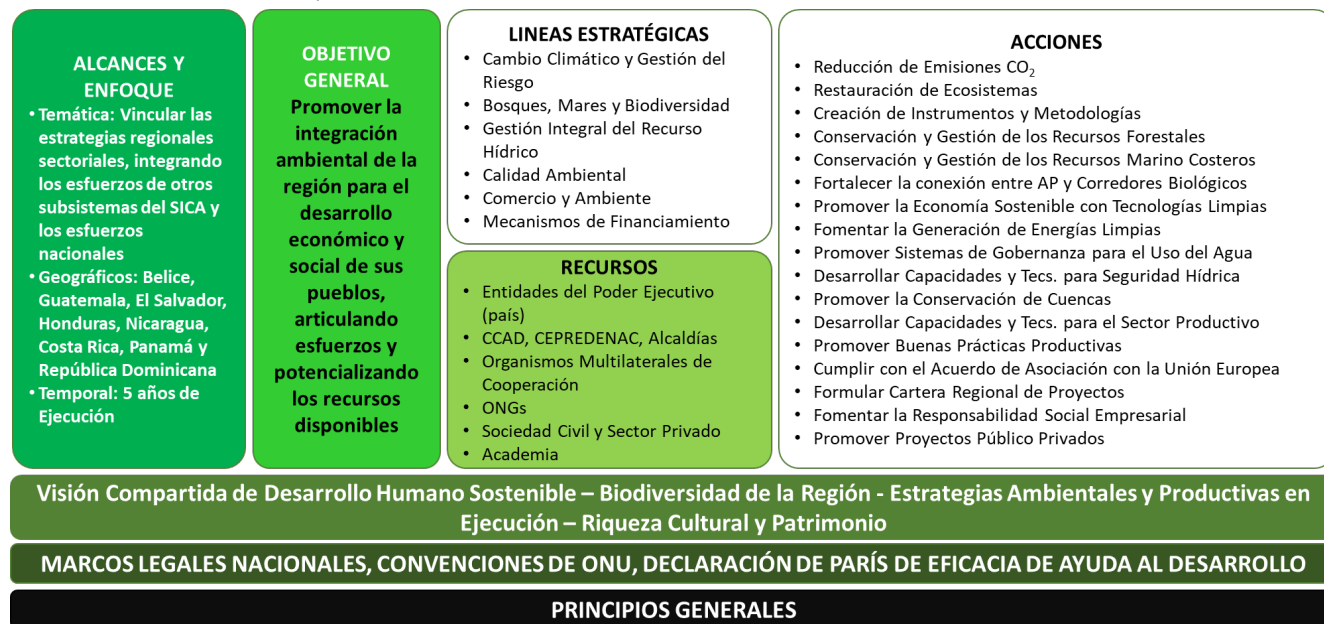 ALCANCES Y
ENFOQUE
• Temática: Vincular las
estrategias regionales
sectoriales, integrando
los esfuerzos de otros
subsistemas del SICA y
los esfuerzos
nacionales
• Geográficos: Belice,
Guatemala, El Salvador,
Honduras, Nicaragua,
Costa Rica, Panamá y
República Dominicana
• Temporal: 5 años de
Ejecución
OBJETIVO
GENERAL
Promover la
integración
ambiental de la
región para el
desarrollo
económico y
social de sus
pueblos,
articulando
esfuerzos y
potencializando
los recursos
disponibles
LINEAS ESTRATÉGICAS
• Cambio Climático y Gestión del
Riesgo
• Bosques, Mares y Biodiversidad
• Gestión Integral del Recurso
Hídrico
• Calidad Ambiental
• Comercio y Ambiente
• Mecanismos de Financiamiento
RECURSOS
• Entidades del Poder Ejecutivo
(país)
• CCAD, CEPREDENAC, Alcaldías
• Organismos Multilaterales de
Cooperación
• ONGs
• Sociedad Civil y Sector Privado
• Academia
ACCIONES
• Reducción de Emisiones CO₂
• Restauración de Ecosistemas
• Creación de Instrumentos y Metodologías
• Conservación y Gestión de los Recursos Forestales
• Conservación y Gestión de los Recursos Marino Costeros
• Fortalecer la conexión entre AP y Corredores Biológicos
• Promover la Economía Sostenible con Tecnologías Limpias
• Fomentar la Generación de Energías Limpias
• Promover Sistemas de Gobernanza para el Uso del Agua
• Desarrollar Capacidades y Tecs. para Seguridad Hídrica
• Promover la Conservación de Cuencas
• Desarrollar Capacidades y Tecs. para el Sector Productivo
• Promover Buenas Prácticas Productivas
• Cumplir con el Acuerdo de Asociación con la Unión Europea
• Formular Cartera Regional de Proyectos
• Fomentar la Responsabilidad Social Empresarial
• Promover Proyectos Público Privados
Visión Compartida de Desarrollo Humano Sostenible – Biodiversidad de la Región - Estrategias Ambientales y Productivas en
Ejecución – Riqueza Cultural y Patrimonio
MARCOS LEGALES NACIONALES, CONVENCIONES DE ONU, DECLARACIÓN DE PARÍS DE EFICACIA DE AYUDA AL DESARROLLO
PRINCIPIOS GENERALES